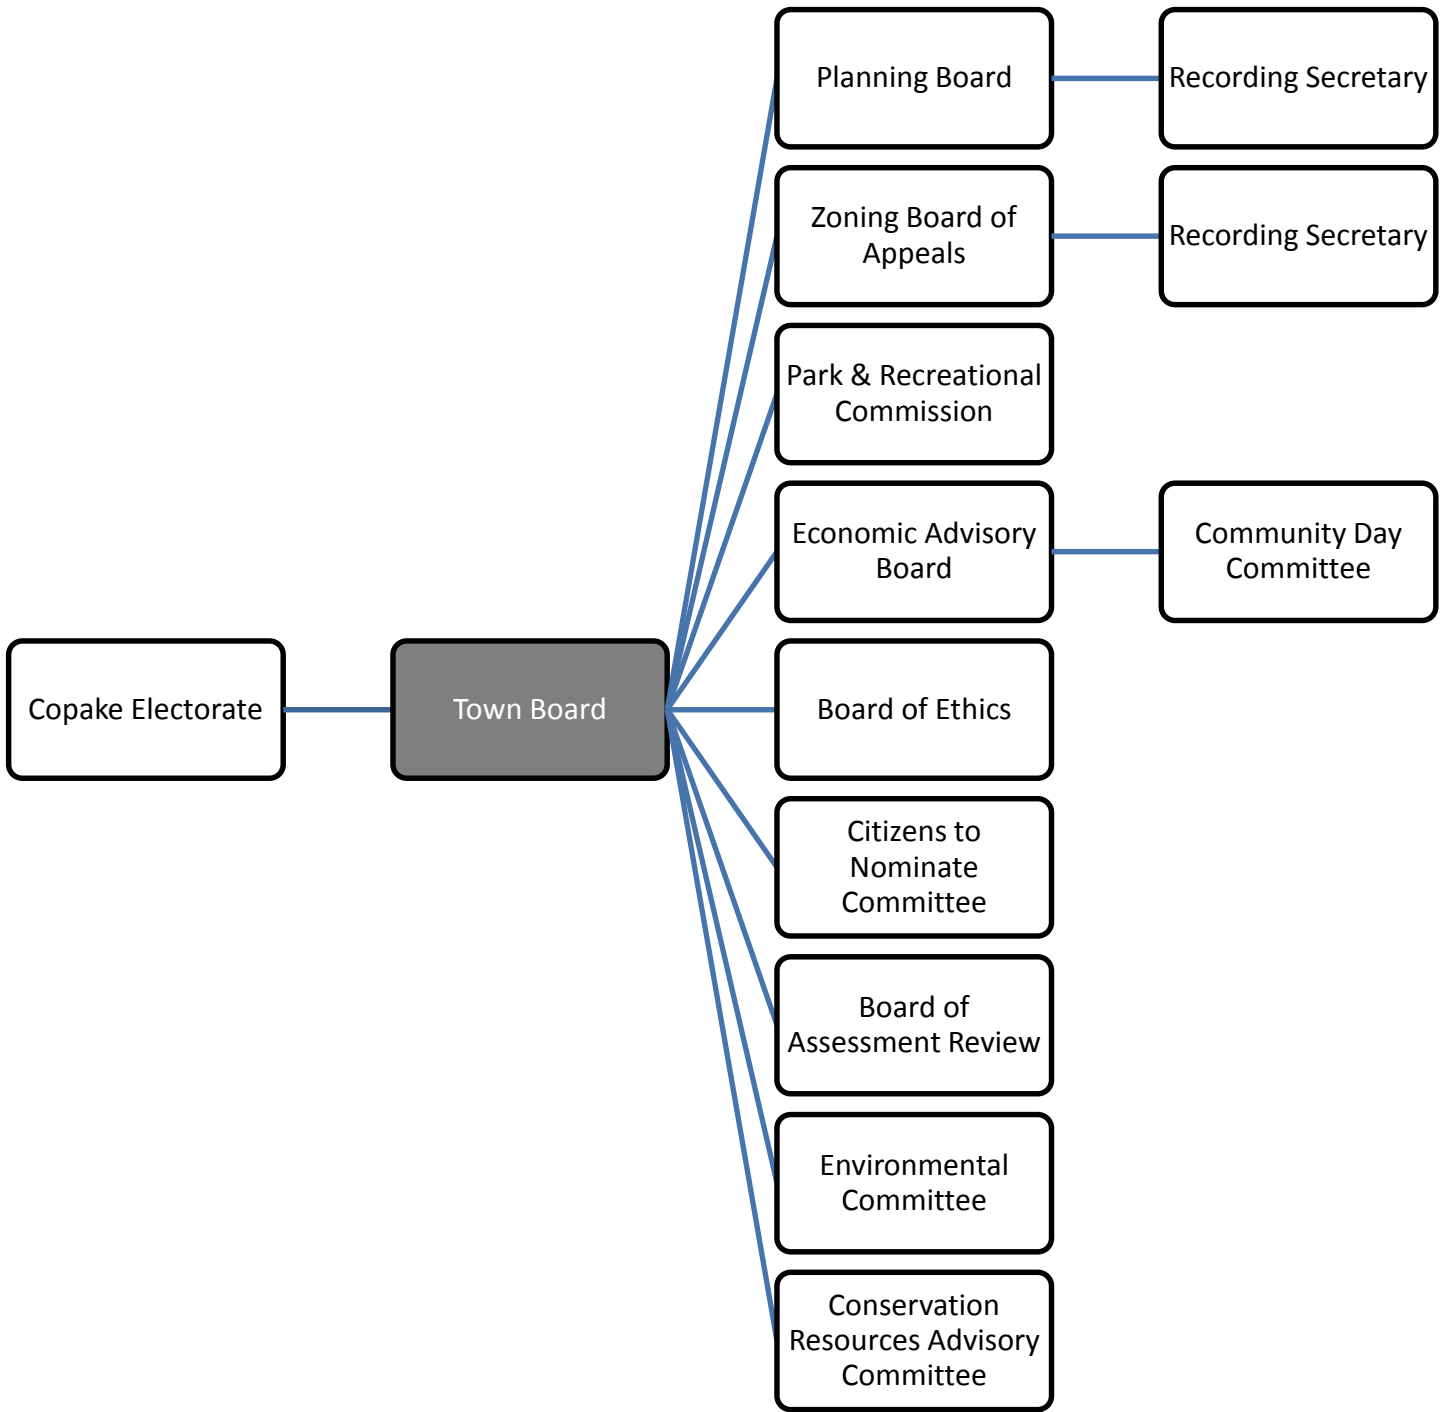 Planning Board
Recording Secretary
Zoning Board of
Appeals
Recording Secretary
Park & Recreational
Commission
Economic Advisory
Board
Community Day
Committee
Copake Electorate
Town Board
Board of Ethics
Citizens to
Nominate
Committee
Board of
Assessment Review
Environmental
Committee
Conservation
Resources Advisory
Committee